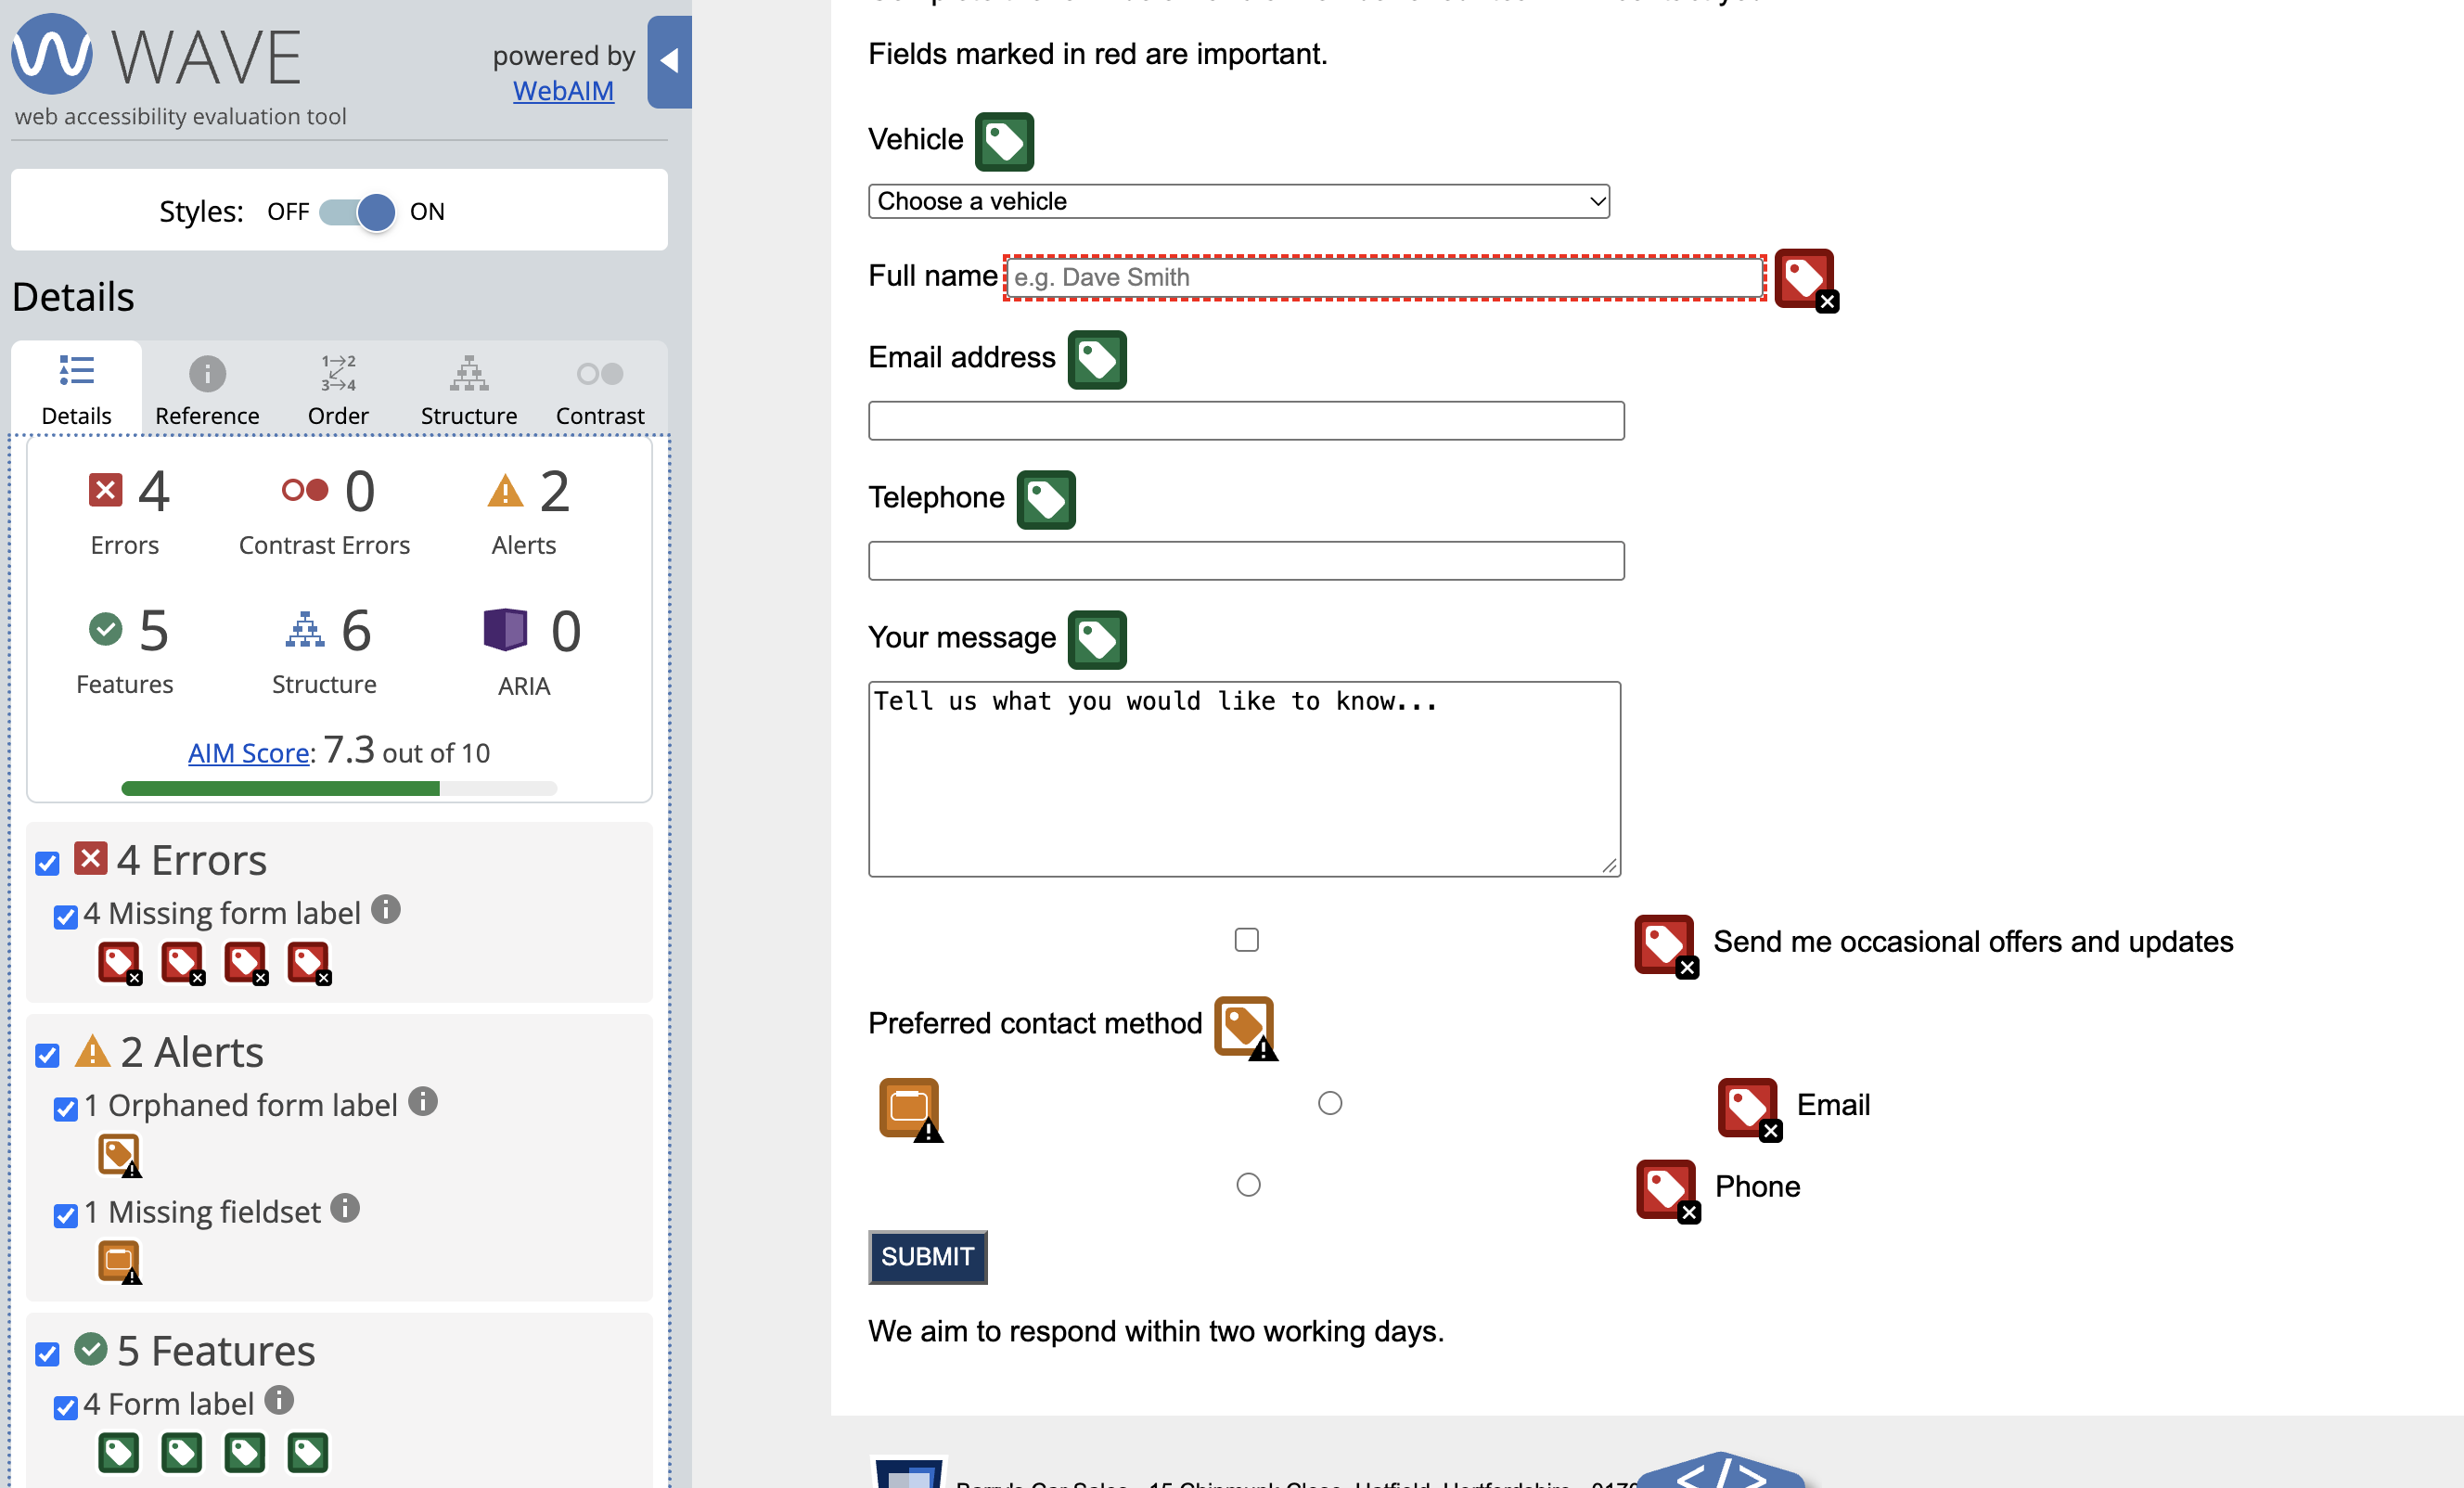 WAVE
powered by
WebAIM
web accessibility evaluation tool
Styles: OFF ON
Details
Details
Reference
Order
Structure
Contrast
4
Errors
0
Contrast Errors
2
Alerts
5
Features
6
Structure
0
ARIA
AIM Score: 7.3 out of 10
4 Errors
4 Missing form label
2 Alerts
1 Orphaned form label
1 Missing fieldset
5 Features
4 Form label
Fields marked in red are important.
Vehicle
Choose a vehicle
Full name
e.g. Dave Smith
Email address
Telephone
Your message
Tell us what you would like to know...
Send me occasional offers and updates
Preferred contact method
Email
Phone
SUBMIT
We aim to respond within two working days.